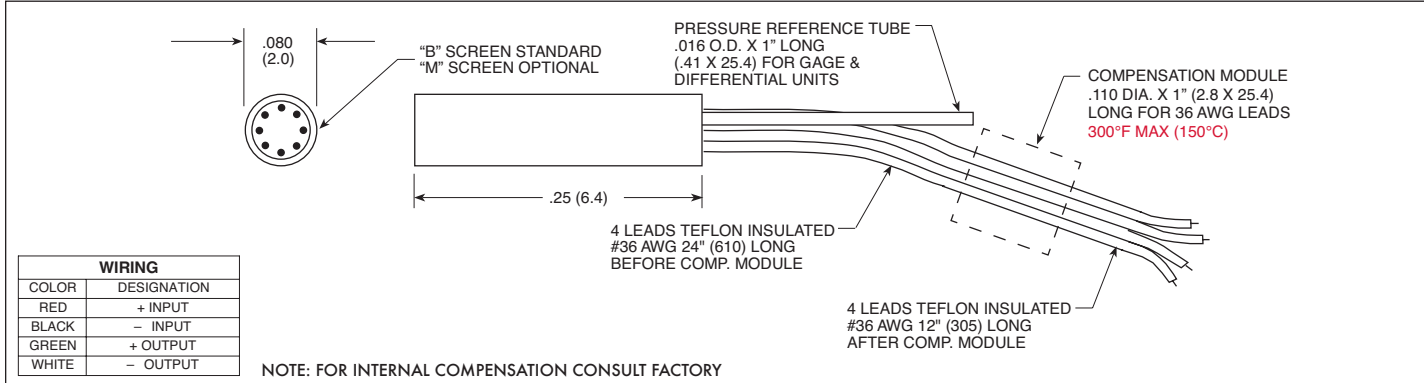 .080
(2.0)
“B” SCREEN STANDARD
“M” SCREEN OPTIONAL
PRESSURE REFERENCE TUBE
.016 O.D. X 1” LONG
(.41 X 25.4) FOR GAGE &
DIFFERENTIAL UNITS
COMPENSATION MODULE
.110 DIA. X 1” (2.8 X 25.4)
LONG FOR 36 AWG LEADS
300°F MAX (150°C)
.25 (6.4)
4 LEADS TEFLON INSULATED
#36 AWG 24" (610) LONG
BEFORE COMP. MODULE
4 LEADS TEFLON INSULATED
#36 AWG 12" (305) LONG
AFTER COMP. MODULE
WIRING
COLOR DESIGNATION
RED + INPUT
BLACK – INPUT
GREEN + OUTPUT
WHITE – OUTPUT
NOTE: FOR INTERNAL COMPENSATION CONSULT FACTORY